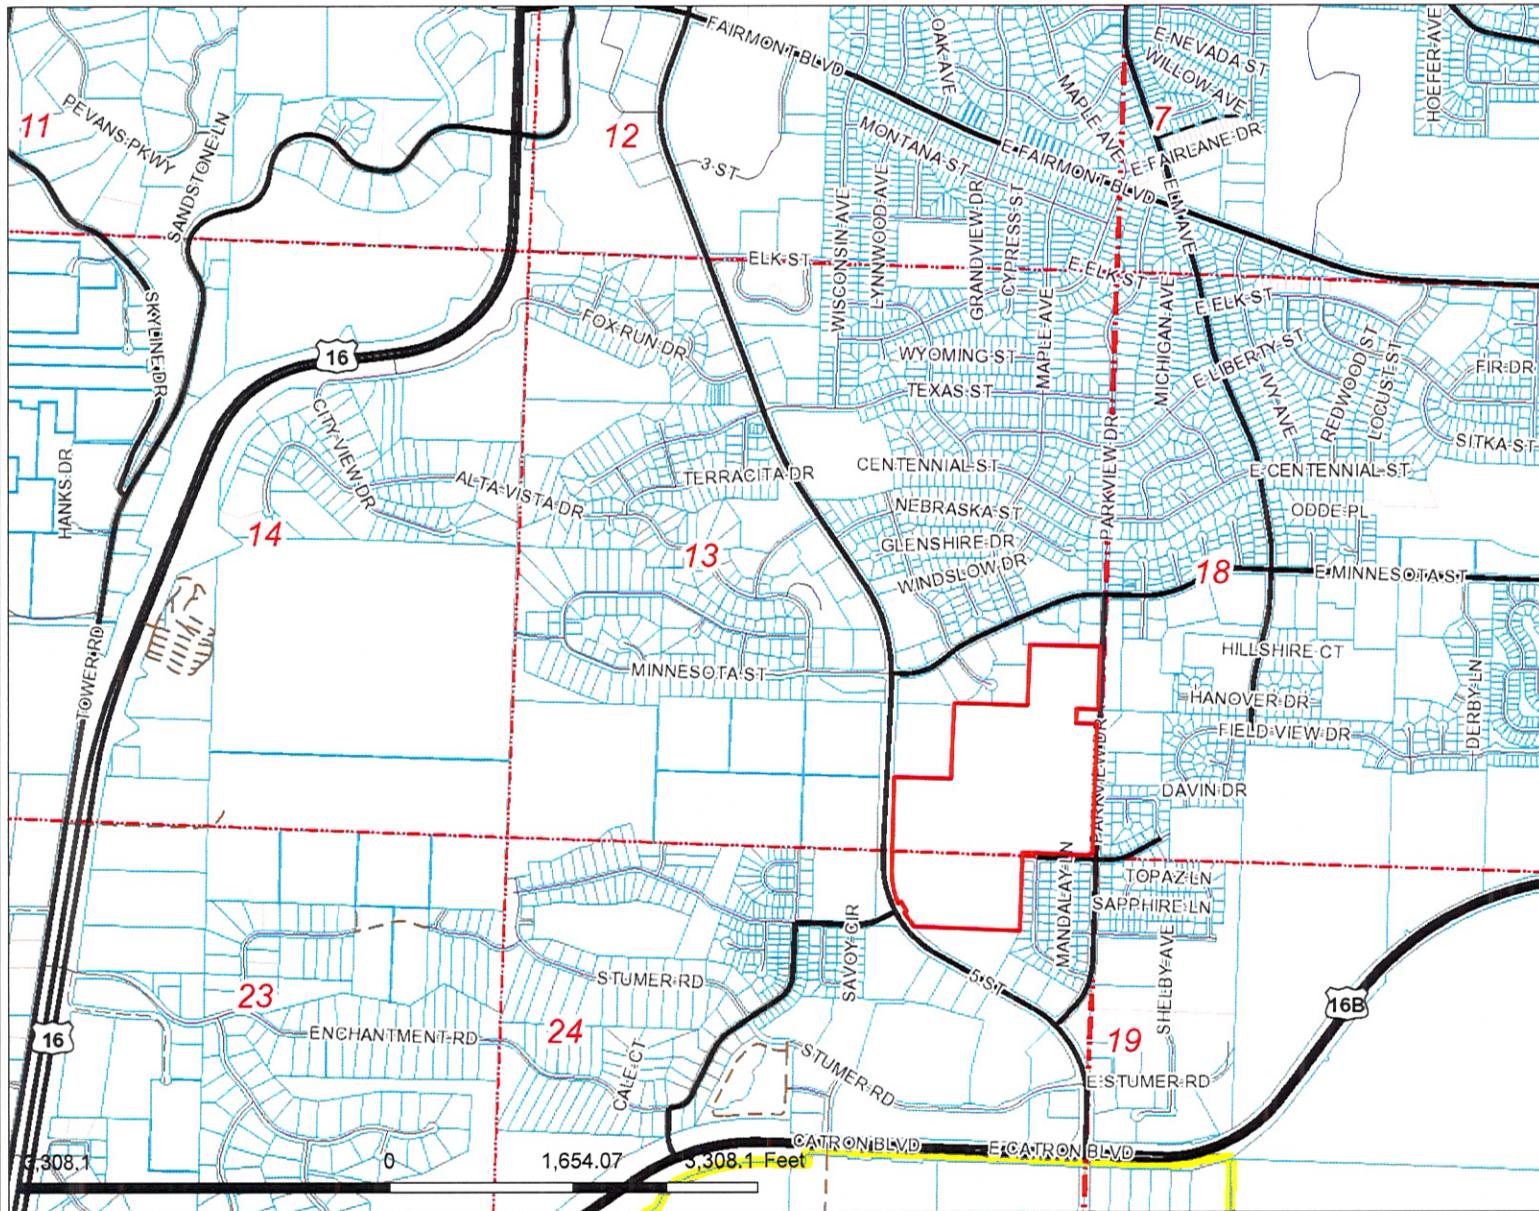 FAIRMONT BLVD
OAK AVE
E NEVADA ST
WILLOW AVE
HOEFER AVE
MAPLE AVE
11
PEVANS PKWY
SANDSTONE LN
12
7
E FAIRLANE DR
MONTANA ST
E FAIRMONT BLVD
3 ST
ELM AVE
WISCONSIN AVE
LYNNWOOD AVE
GRANDVIEW DR
CYPRESS ST
ELK ST
E ELK ST
E ELK ST
SKYLINE DR
FOX RUN DR
16
WYOMING ST
MAPLE AVE
MICHIGAN AVE
E LIBERTY ST
TEXAS ST
IVY AVE
REDWOOD ST
LOCUST ST
FIR DR
SITKA ST
CITY VIEW DR
HANKS DR
ALTA VISTA DR
TERRACITA DR
CENTENNIAL ST
PARKVIEW DR
E CENTENNIAL ST
NEBRASKA ST
ODDE PL
14
13
GLENSHIRE DR
WINDSLOW DR
18
E MINNESOTA ST
TOWER RD
MINNESOTA ST
HILLSHIRE CT
HANOVER DR
DERBY LN
FIELD VIEW DR
PARKVIEW DR
DAVIN DR
MANDALAY LN
TOPAZ LN
SAPPHIRE LN
SAVOY CIR
SHELBY AVE
STUMER RD
5 ST
23
16
ENCHANTMENT RD
24
16B
19
CALE CT
STUMER RD
E STUMER RD
CATRON BLVD
E CATRON BLVD
3,308.1
0
1,654.07
3,308.1 Feet